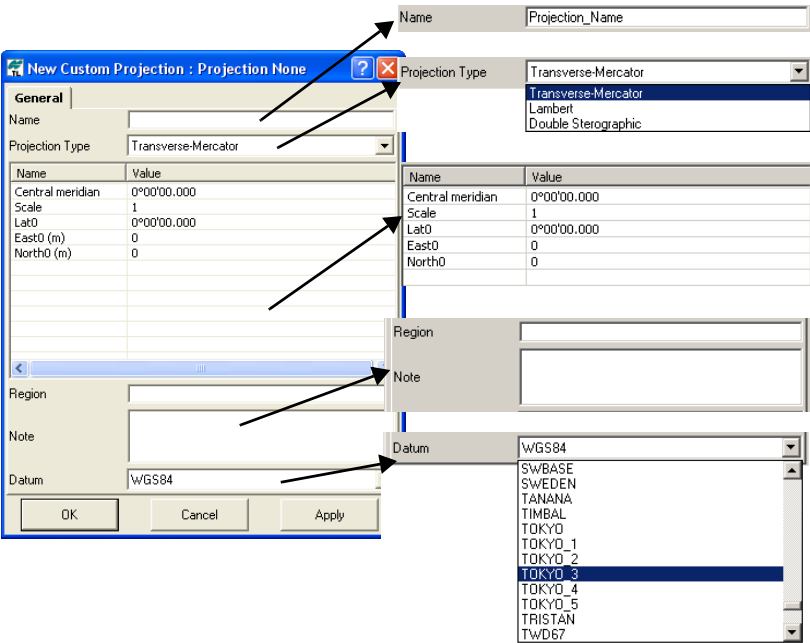 Name Projection_Name
TL New Custom Projection : Projection None ?
General
Name
Projection Type Transverse-Mercator
Name Value
Central meridian 0°00'00.000
Scale 1
Lat0 0°00'00.000
East0 (m) 0
North0 (m) 0
Region
Note
Datum WGS84
OK Cancel Apply
Projection Type Transverse-Mercator
Transverse-Mercator
Lambert
Double Sterographic
Name Value
Central meridian 0°00'00.000
Scale 1
Lat0 0°00'00.000
East0 0
North0 0
Region
Note
Datum WGS84
SWBASE
SWEDEN
TANANA
TIMBAL
TOKYO
TOKYO_1
TOKYO_2
TOKYO_3
TOKYO_4
TOKYO_5
TRISTAN
TWD67